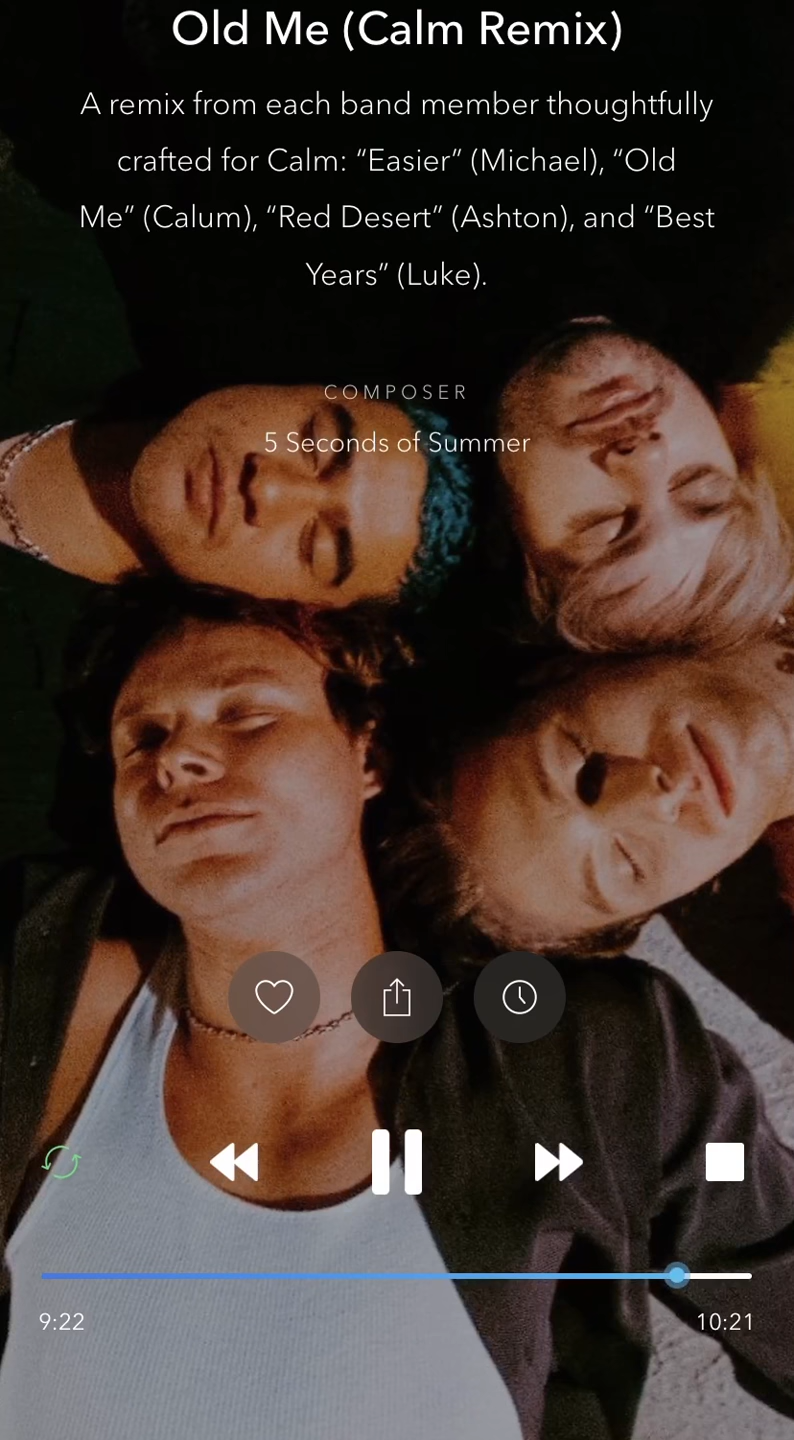 Old Me (Calm Remix)
A remix from each band member thoughtfully
crafted for Calm: “Easier” (Michael), “Old
Me” (Calum), “Red Desert” (Ashton), and “Best
Years” (Luke).
COMPOSER
5 Seconds of Summer
9:22
10:21